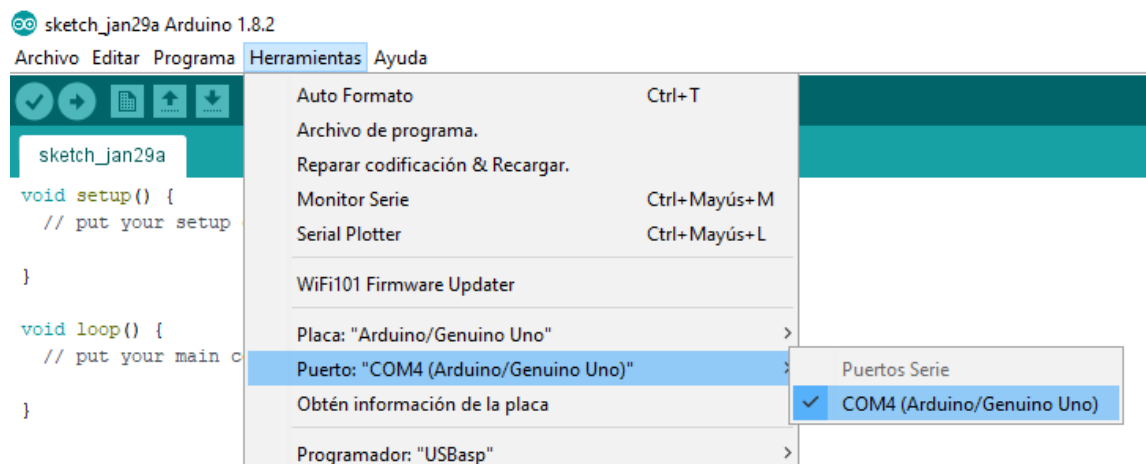 sketch_jan29a Arduino 1.8.2
Archivo Editar Programa Herramientas Ayuda
sketch_jan29a
void setup() {
// put your setup
}
void loop() {
// put your main c
}
Auto Formato Ctrl+T
Archivo de programa.
Reparar codificación & Recargar.
Monitor Serie Ctrl+Mayús+M
Serial Plotter Ctrl+Mayús+L
WiFi101 Firmware Updater
Placa: "Arduino/Genuino Uno"
Puerto: "COM4 (Arduino/Genuino Uno)"
Obtén información de la placa
Programador: "USBasp"
Puertos Serie
COM4 (Arduino/Genuino Uno)